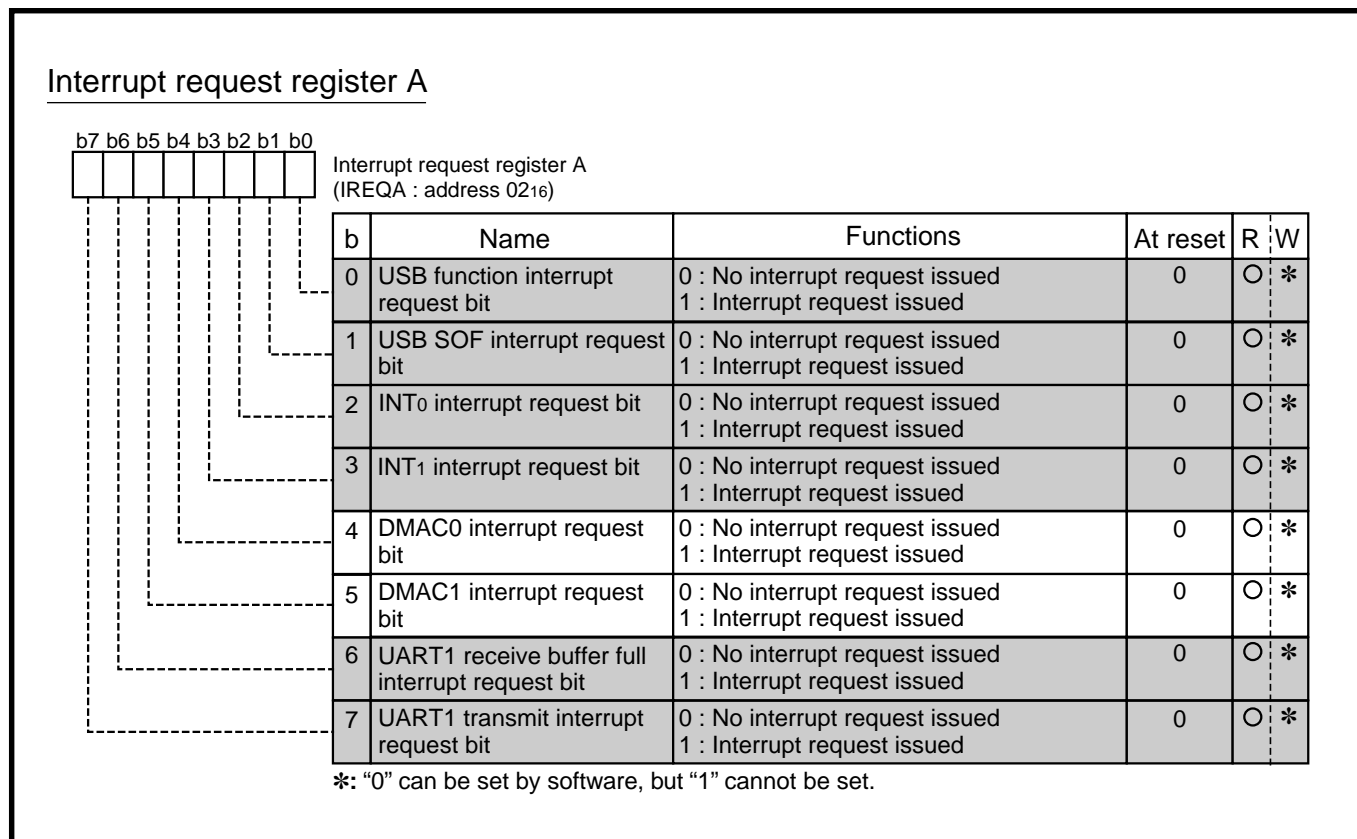 Interrupt request register A
b7 b6 b5 b4 b3 b2 b1 b0
Interrupt request register A
(IREQA : address 0216)
b Name Functions At reset R W
0 USB function interrupt request bit 0 : No interrupt request issued 0 ○ ✻
1 : Interrupt request issued
1 USB SOF interrupt request bit 0 : No interrupt request issued 0 ○ ✻
1 : Interrupt request issued
2 INT0 interrupt request bit 0 : No interrupt request issued 0 ○ ✻
1 : Interrupt request issued
3 INT1 interrupt request bit 0 : No interrupt request issued 0 ○ ✻
1 : Interrupt request issued
4 DMAC0 interrupt request bit 0 : No interrupt request issued 0 ○ ✻
1 : Interrupt request issued
5 DMAC1 interrupt request bit 0 : No interrupt request issued 0 ○ ✻
1 : Interrupt request issued
6 UART1 receive buffer full interrupt request bit 0 : No interrupt request issued 0 ○ ✻
1 : Interrupt request issued
7 UART1 transmit interrupt request bit 0 : No interrupt request issued 0 ○ ✻
1 : Interrupt request issued
✻: “0” can be set by software, but “1” cannot be set.